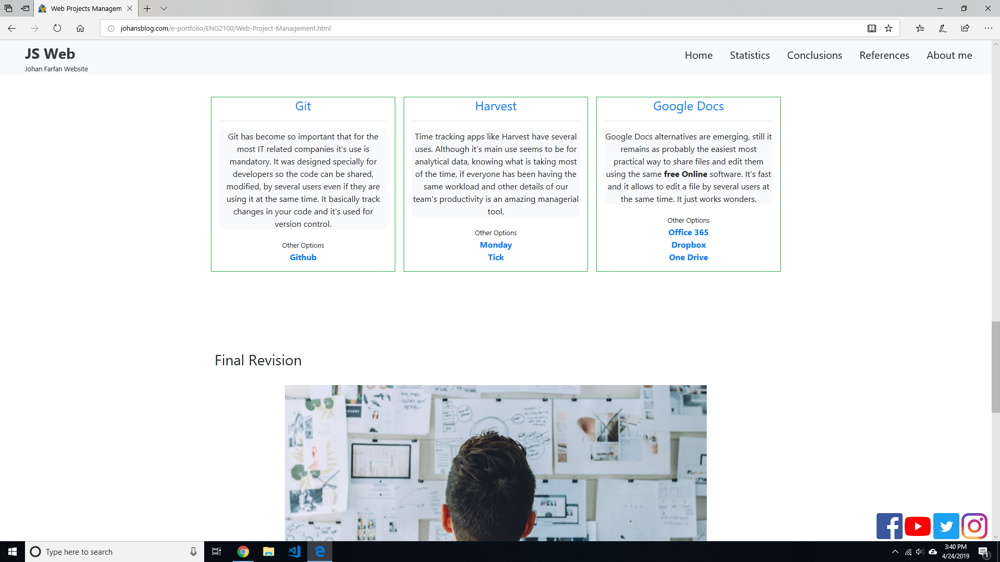 Web Projects Managem
johansblog.com/e-portfolio/ENG2100/Web-Project-Management.html
JS Web
Johan Farfan Website
Home Statistics Conclusions References About me
Git
Git has become so important that for the
most IT related companies it's use is
mandatory. It was designed specially for
developers so the code can be shared,
modified, by several users even if they are
using it at the same time. It basically track
changes in your code and it's used for
version control.
Other Options
Github
Harvest
Time tracking apps like Harvest have several
uses. Although it's main use seems to be for
analytical data, knowing what is taking most
of the time, if everyone has been having the
same workload and other details of our
team's productivity is an amazing managerial
tool.
Other Options
Monday
Tick
Google Docs
Google Docs alternatives are emerging, still it
remains as probably the easiest most
practical way to share files and edit them
using the same free Online software. It's fast
and it allows to edit a file by several users at
the same time. It just works wonders.
Other Options
Office 365
Dropbox
One Drive
Final Revision
Type here to search
3:40 PM
4/24/2019
1